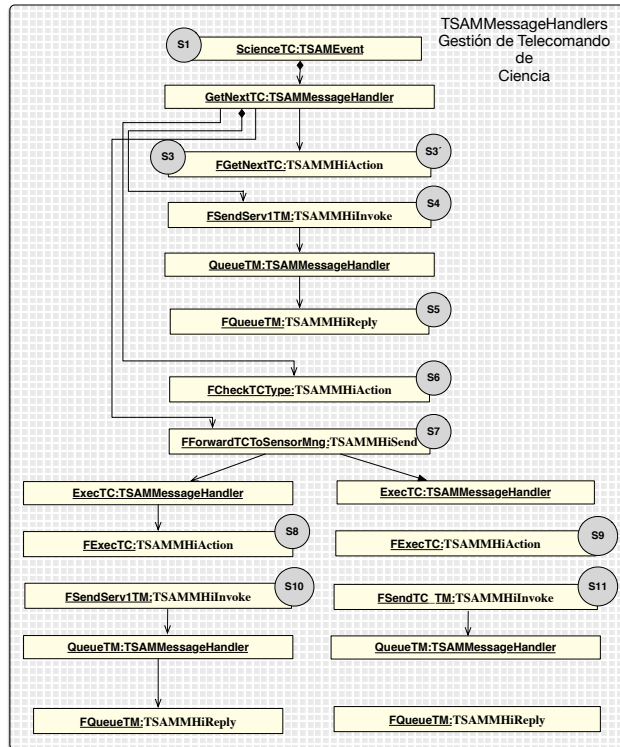 TSAMMessageHandlers
Gestión de Telecomando
de
Ciencia
S1
ScienceTC:TSAMEvent
GetNextTC:TSAMMessageHandler
S3
S3´
FGetNextTC:TSAMMHiAction
S4
FSendServ1TM:TSAMMHiInvoke
QueueTM:TSAMMessageHandler
S5
FQueueTM:TSAMMHiReply
S6
FCheckTCType:TSAMMHiAction
S7
FForwardTCToSensorMng:TSAMMHiSend
ExecTC:TSAMMessageHandler
ExecTC:TSAMMessageHandler
S8
FExecTC:TSAMMHiAction
S9
FExecTC:TSAMMHiAction
S10
FSendServ1TM:TSAMMHiInvoke
S11
FSendTC_TM:TSAMMHiInvoke
QueueTM:TSAMMessageHandler
QueueTM:TSAMMessageHandler
FQueueTM:TSAMMHiReply
FQueueTM:TSAMMHiReply